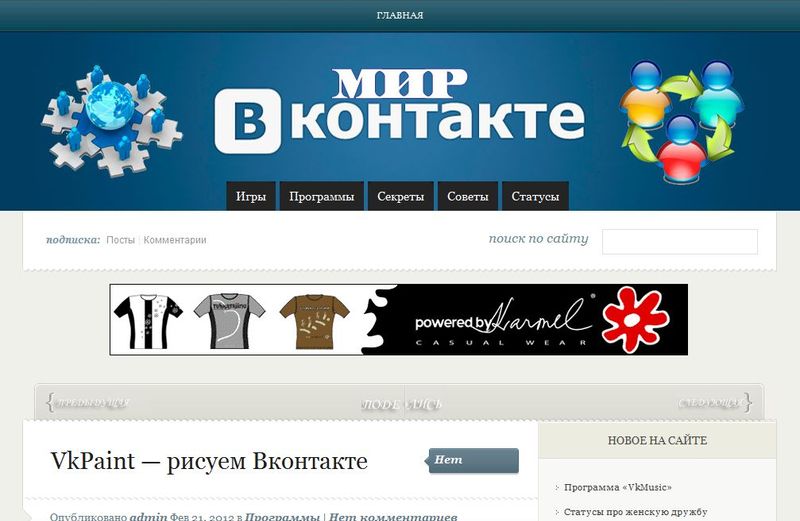 ГЛАВНАЯ
МИР
В КОНТАКТЕ
Игры Программы Секреты Советы Статусы
подписка: Посты | Комментарии
поиск по сайту
powered by Harmel ®
CASUAL WEAR
{ПРЕДЫДУЩАЯ ПОДЕЛИСЬ СЛЕДУЮЩАЯ}
VkPaint — рисуем Вконтакте
Нет
НОВОЕ НА САЙТЕ
Программа «VkMusic»
Опубликовано admin Фев 21, 2012 в Программы | Нет комментариев
Статусы про женскую дружбу